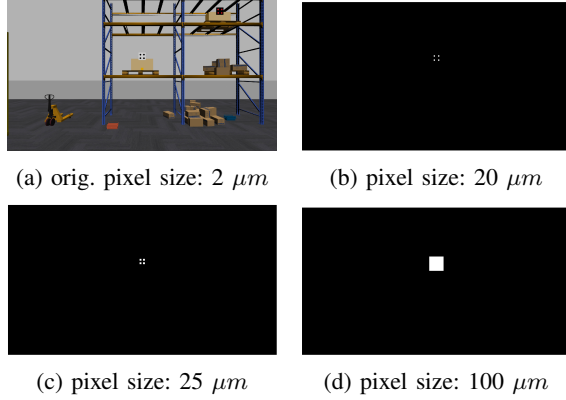 (a) orig. pixel size: 2 μm
(b) pixel size: 20 μm
(c) pixel size: 25 μm
(d) pixel size: 100 μm